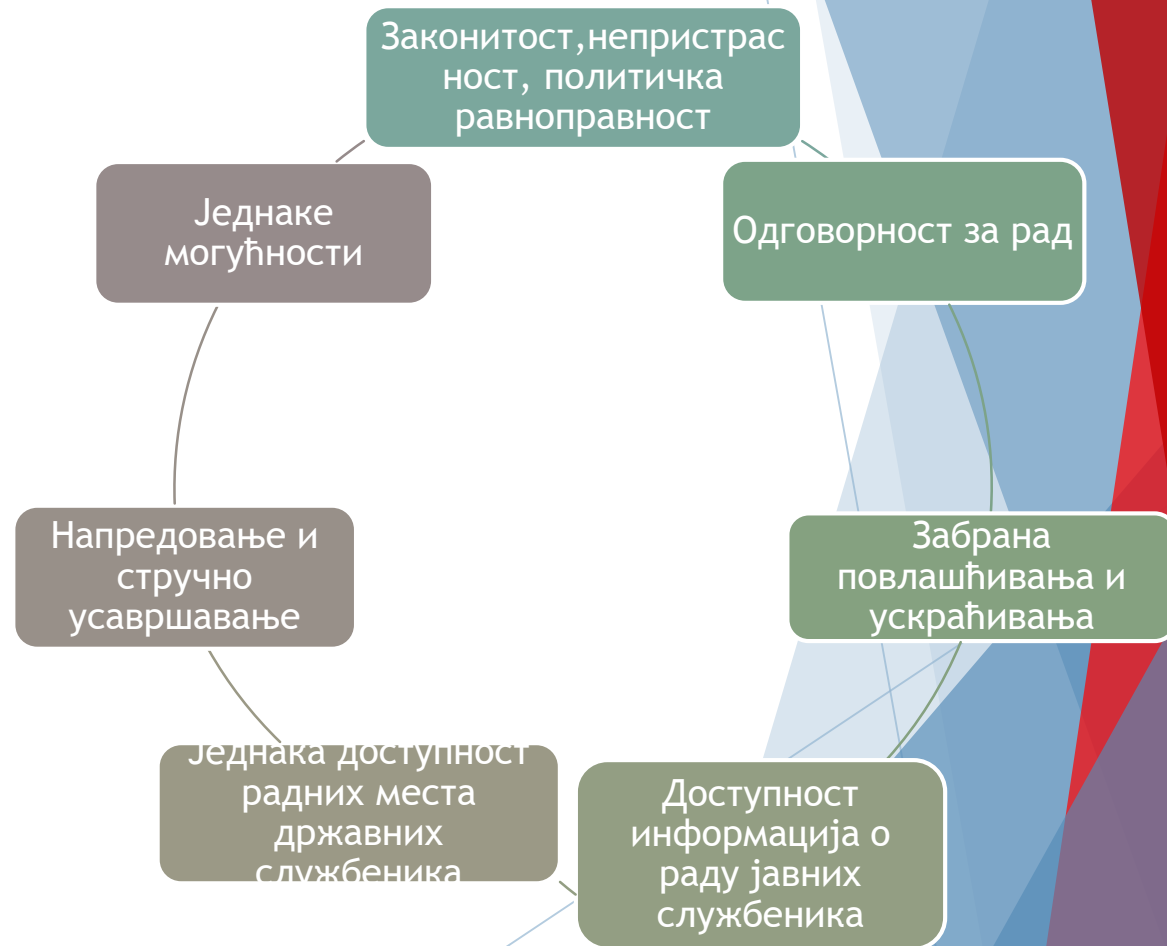 Законитост,непристрас
ност, политичка
равноправност
Одговорност за рад
Забрана
повлашћивања и
ускраћивања
Доступност
информација о
раду јавних
службеника
Једнака доступност
радних места
државних
службеника
Напредовање и
стручно
усавршавање
Једнаке
могућности